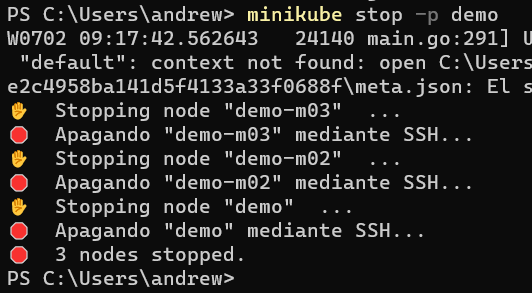 PS C:\Users\andrew> minikube stop -p demo
W0702 09:17:42.562643   24140 main.go:291] U
 "default": context not found: open C:\Users
e2c4958ba141d5f4133a33f0688f\meta.json: El s
✋  Stopping node "demo-m03"  ...
🛑  Apagando "demo-m03" mediante SSH...
✋  Stopping node "demo-m02"  ...
🛑  Apagando "demo-m02" mediante SSH...
✋  Stopping node "demo"  ...
🛑  Apagando "demo" mediante SSH...
🛑  3 nodes stopped.
PS C:\Users\andrew>